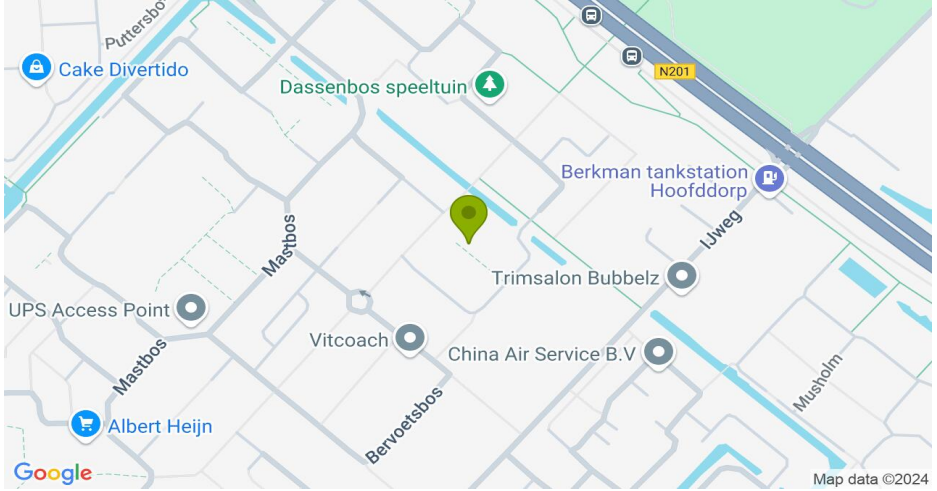 Puttersbo
Cake Divertido
Dassenbos speeltuin
N201
Berkman tankstation
Hoofddorp
IJweg
Mastbos
Trimsalon Bubbelz
UPS Access Point
Vitcoach
China Air Service B.V
Mastbos
Musholm
Albert Heijn
Bervoetsbos
Google
Map data ©2024